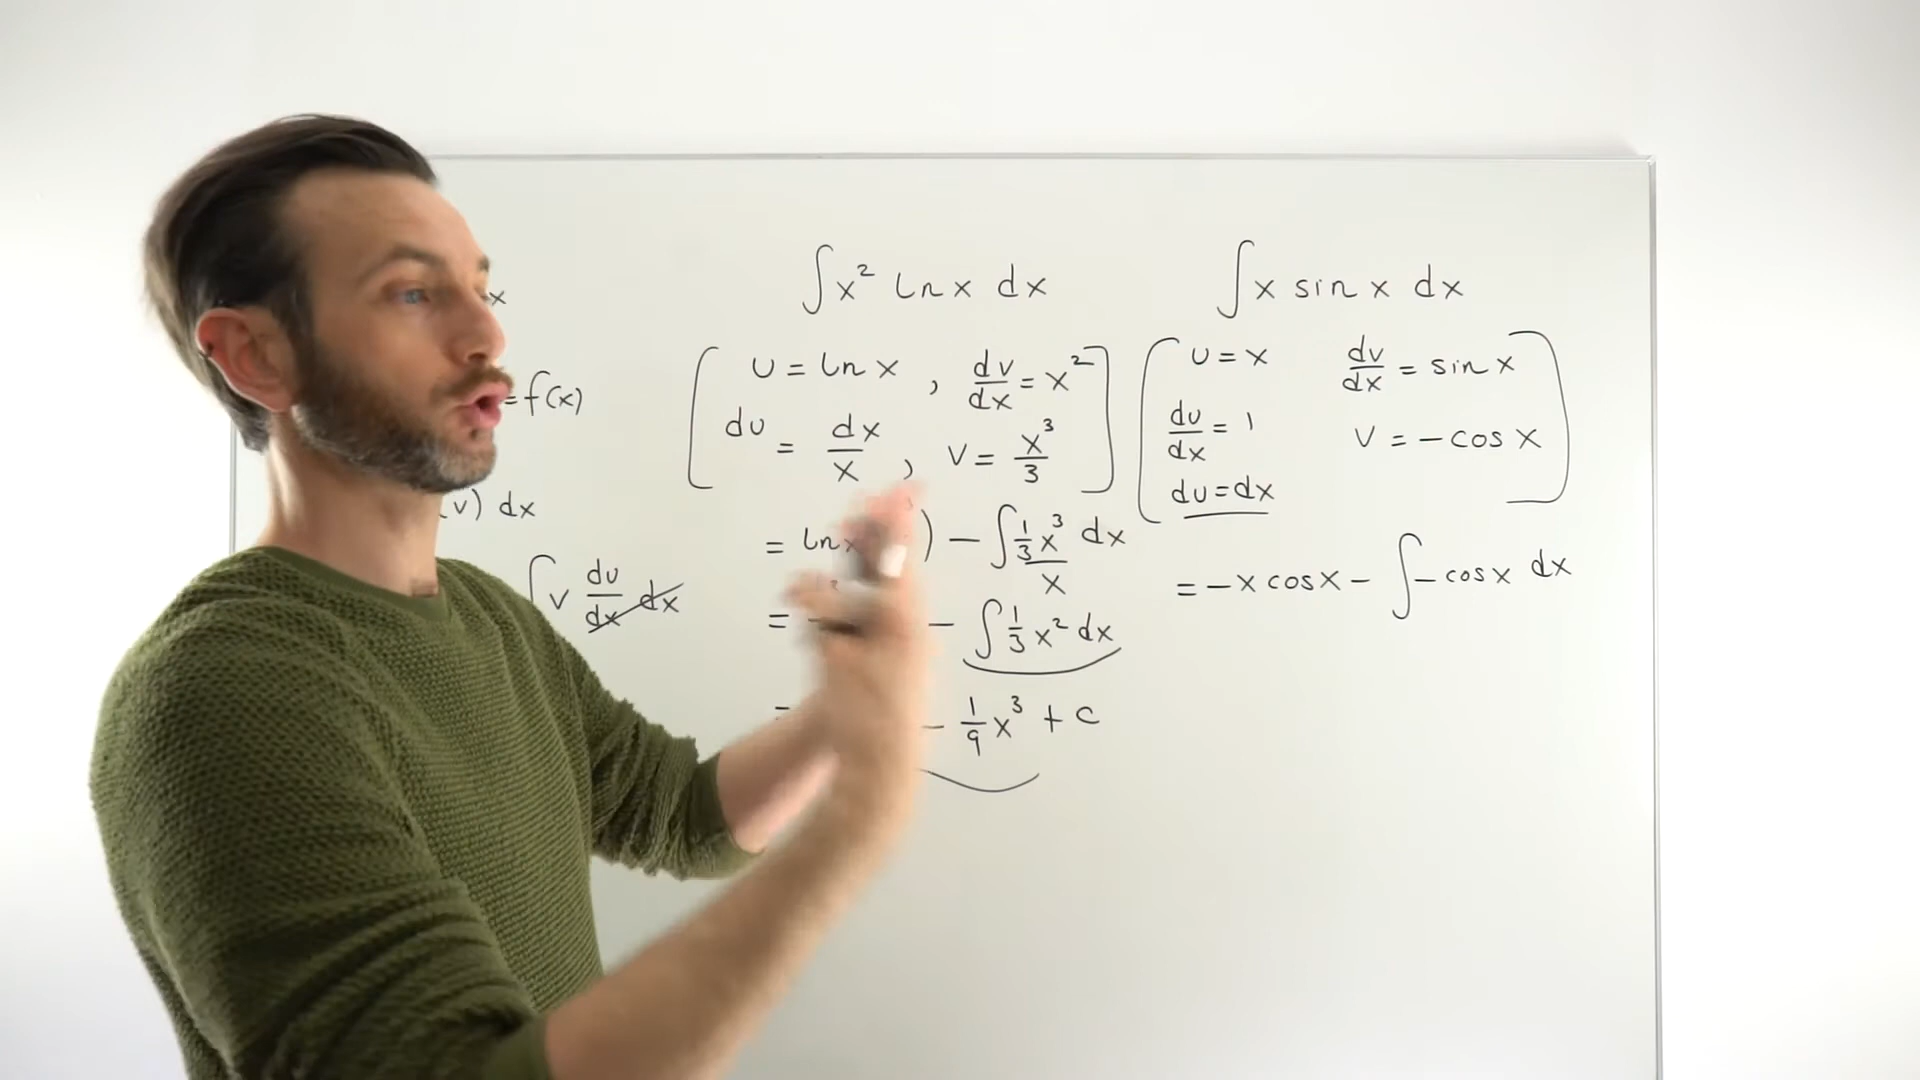 x
= f(x)
v) dx
∫ v du/dx dx
∫ x² ln x dx
u = ln x , dv/dx = x²
du = dx/x , v = x³/3
= ln x ) − ∫ ⅓x³/x dx
= − ∫ ⅓ x² dx
= − 1/9 x³ + c
∫ x sin x dx
u = x dv/dx = sin x
du/dx = 1 v = −cos x
du = dx
= −x cos x − ∫ −cos x dx